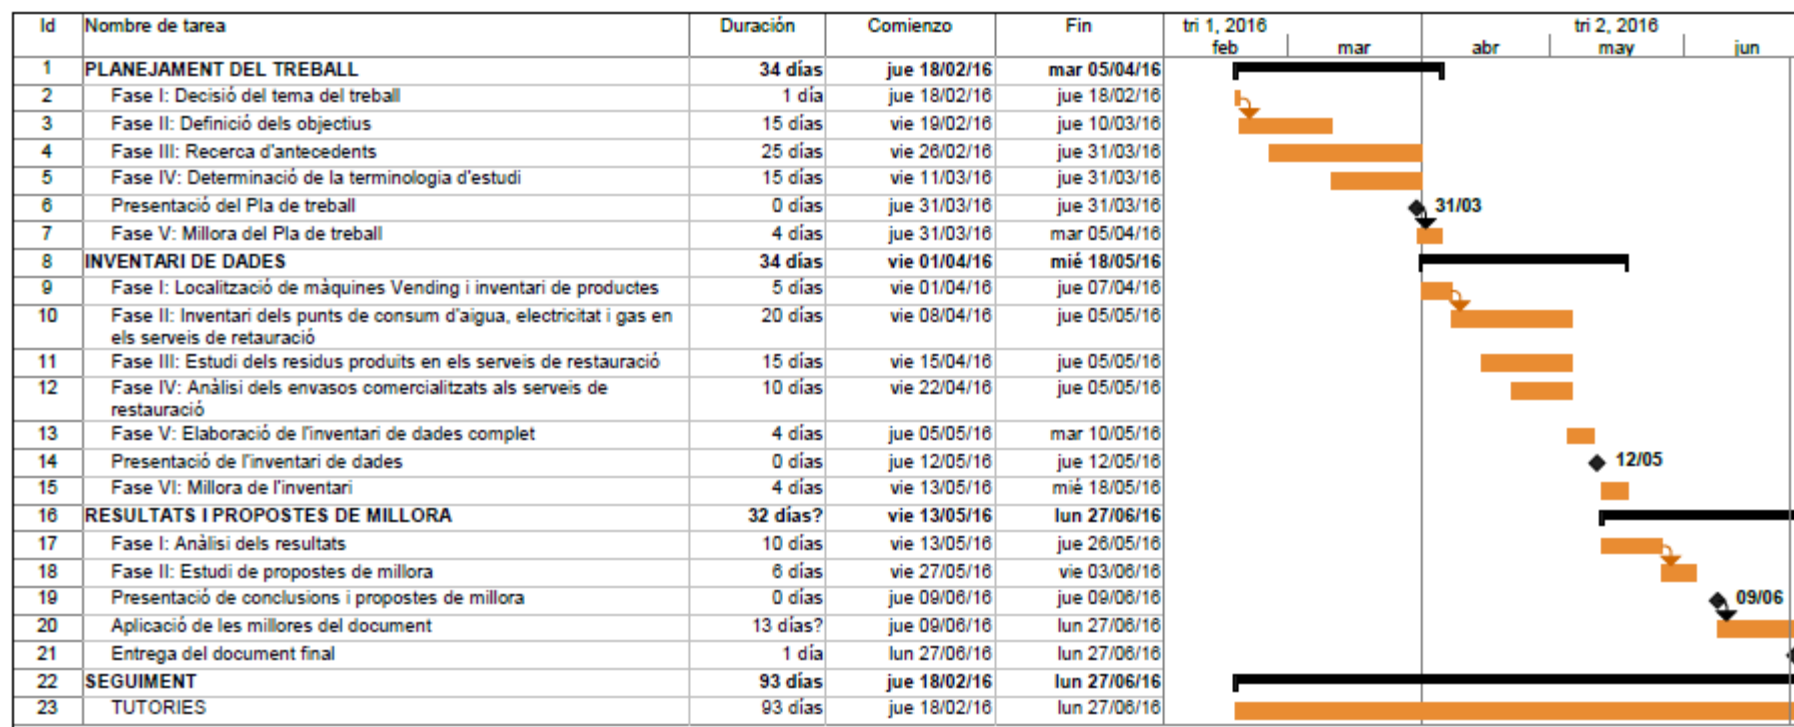 Id Nombre de tarea Duración Comienzo Fin tri 1, 2016 tri 2, 2016
feb mar abr may jun
1 PLANEJAMENT DEL TREBALL 34 días jue 18/02/16 mar 05/04/16
2 Fase I: Decisió del tema del treball 1 día jue 18/02/16 jue 18/02/16
3 Fase II: Definició dels objectius 15 días vie 19/02/16 jue 10/03/16
4 Fase III: Recerca d'antecedents 25 días vie 26/02/16 jue 31/03/16
5 Fase IV: Determinació de la terminologia d'estudi 15 días vie 11/03/16 jue 31/03/16
6 Presentació del Pla de treball 0 días jue 31/03/16 jue 31/03/16 31/03
7 Fase V: Millora del Pla de treball 4 días jue 31/03/16 mar 05/04/16
8 INVENTARI DE DADES 34 días vie 01/04/16 mié 18/05/16
9 Fase I: Localització de màquines Vending i inventari de productes 5 días vie 01/04/16 jue 07/04/16
10 Fase II: Inventari dels punts de consum d'aigua, electricitat i gas en 20 días vie 08/04/16 jue 05/05/16
els serveis de retauració
11 Fase III: Estudi dels residus produits en els serveis de restauració 15 días vie 15/04/16 jue 05/05/16
12 Fase IV: Anàlisi dels envasos comercialitzats als serveis de 10 días vie 22/04/16 jue 05/05/16
restauració
13 Fase V: Elaboració de l'inventari de dades complet 4 días jue 05/05/16 mar 10/05/16
14 Presentació de l'inventari de dades 0 días jue 12/05/16 jue 12/05/16 12/05
15 Fase VI: Millora de l'inventari 4 días vie 13/05/16 mié 18/05/16
16 RESULTATS I PROPOSTES DE MILLORA 32 días? vie 13/05/16 lun 27/06/16
17 Fase I: Anàlisi dels resultats 10 días vie 13/05/16 jue 26/05/16
18 Fase II: Estudi de propostes de millora 6 días vie 27/05/16 vie 03/06/16
19 Presentació de conclusions i propostes de millora 0 días jue 09/06/16 jue 09/06/16 09/06
20 Aplicació de les millores del document 13 días? jue 09/06/16 lun 27/06/16
21 Entrega del document final 1 día lun 27/06/16 lun 27/06/16
22 SEGUIMENT 93 días jue 18/02/16 lun 27/06/16
23 TUTORIES 93 días jue 18/02/16 lun 27/06/16